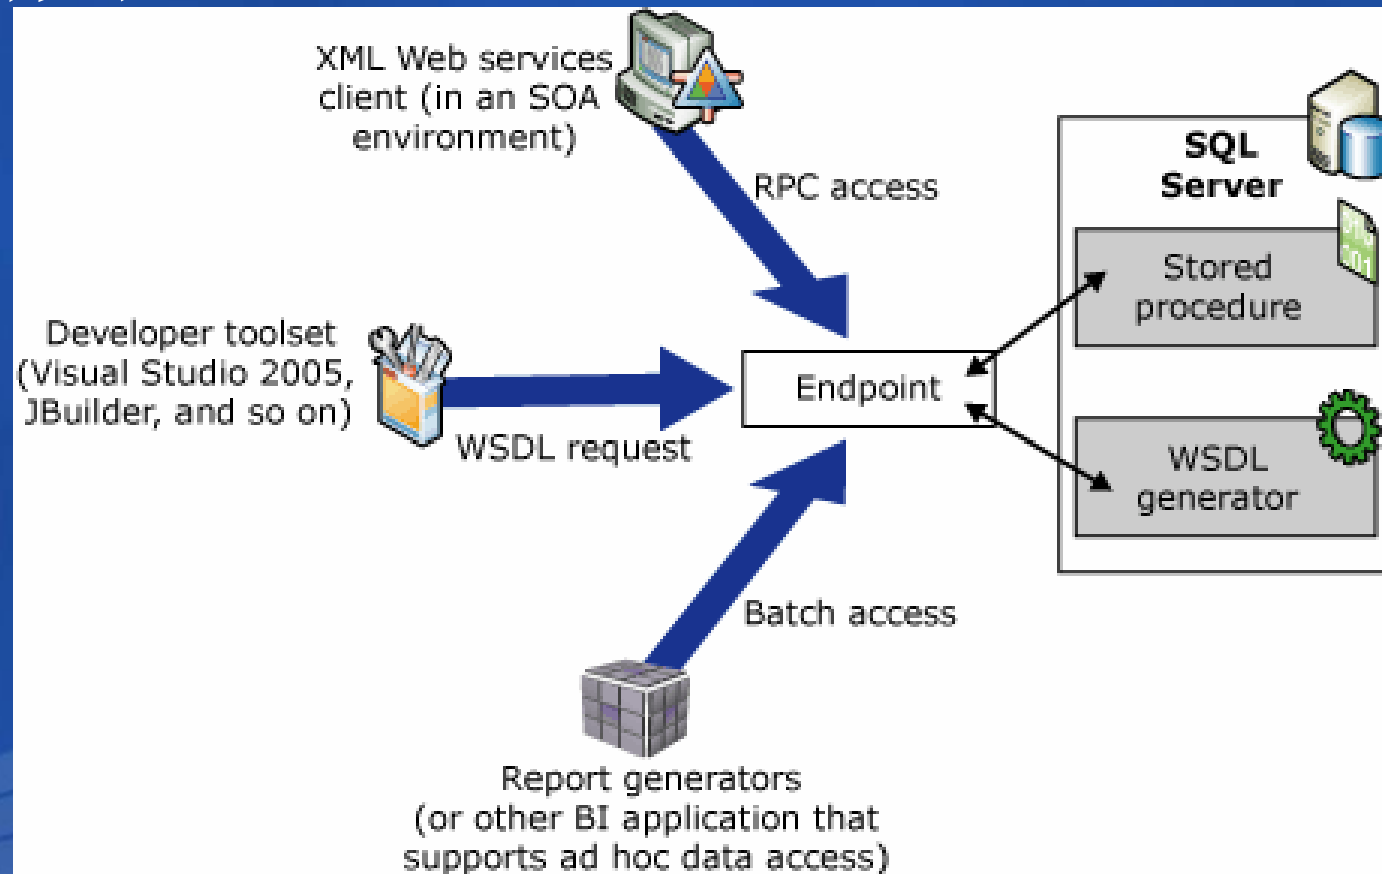 XML Web services
client (in an SOA
environment)
RPC access
SQL
Server
Stored
procedure
Developer toolset
(Visual Studio 2005,
JBuilder, and so on)
WSDL request
Endpoint
WSDL
generator
Batch access
Report generators
(or other BI application that
supports ad hoc data access)